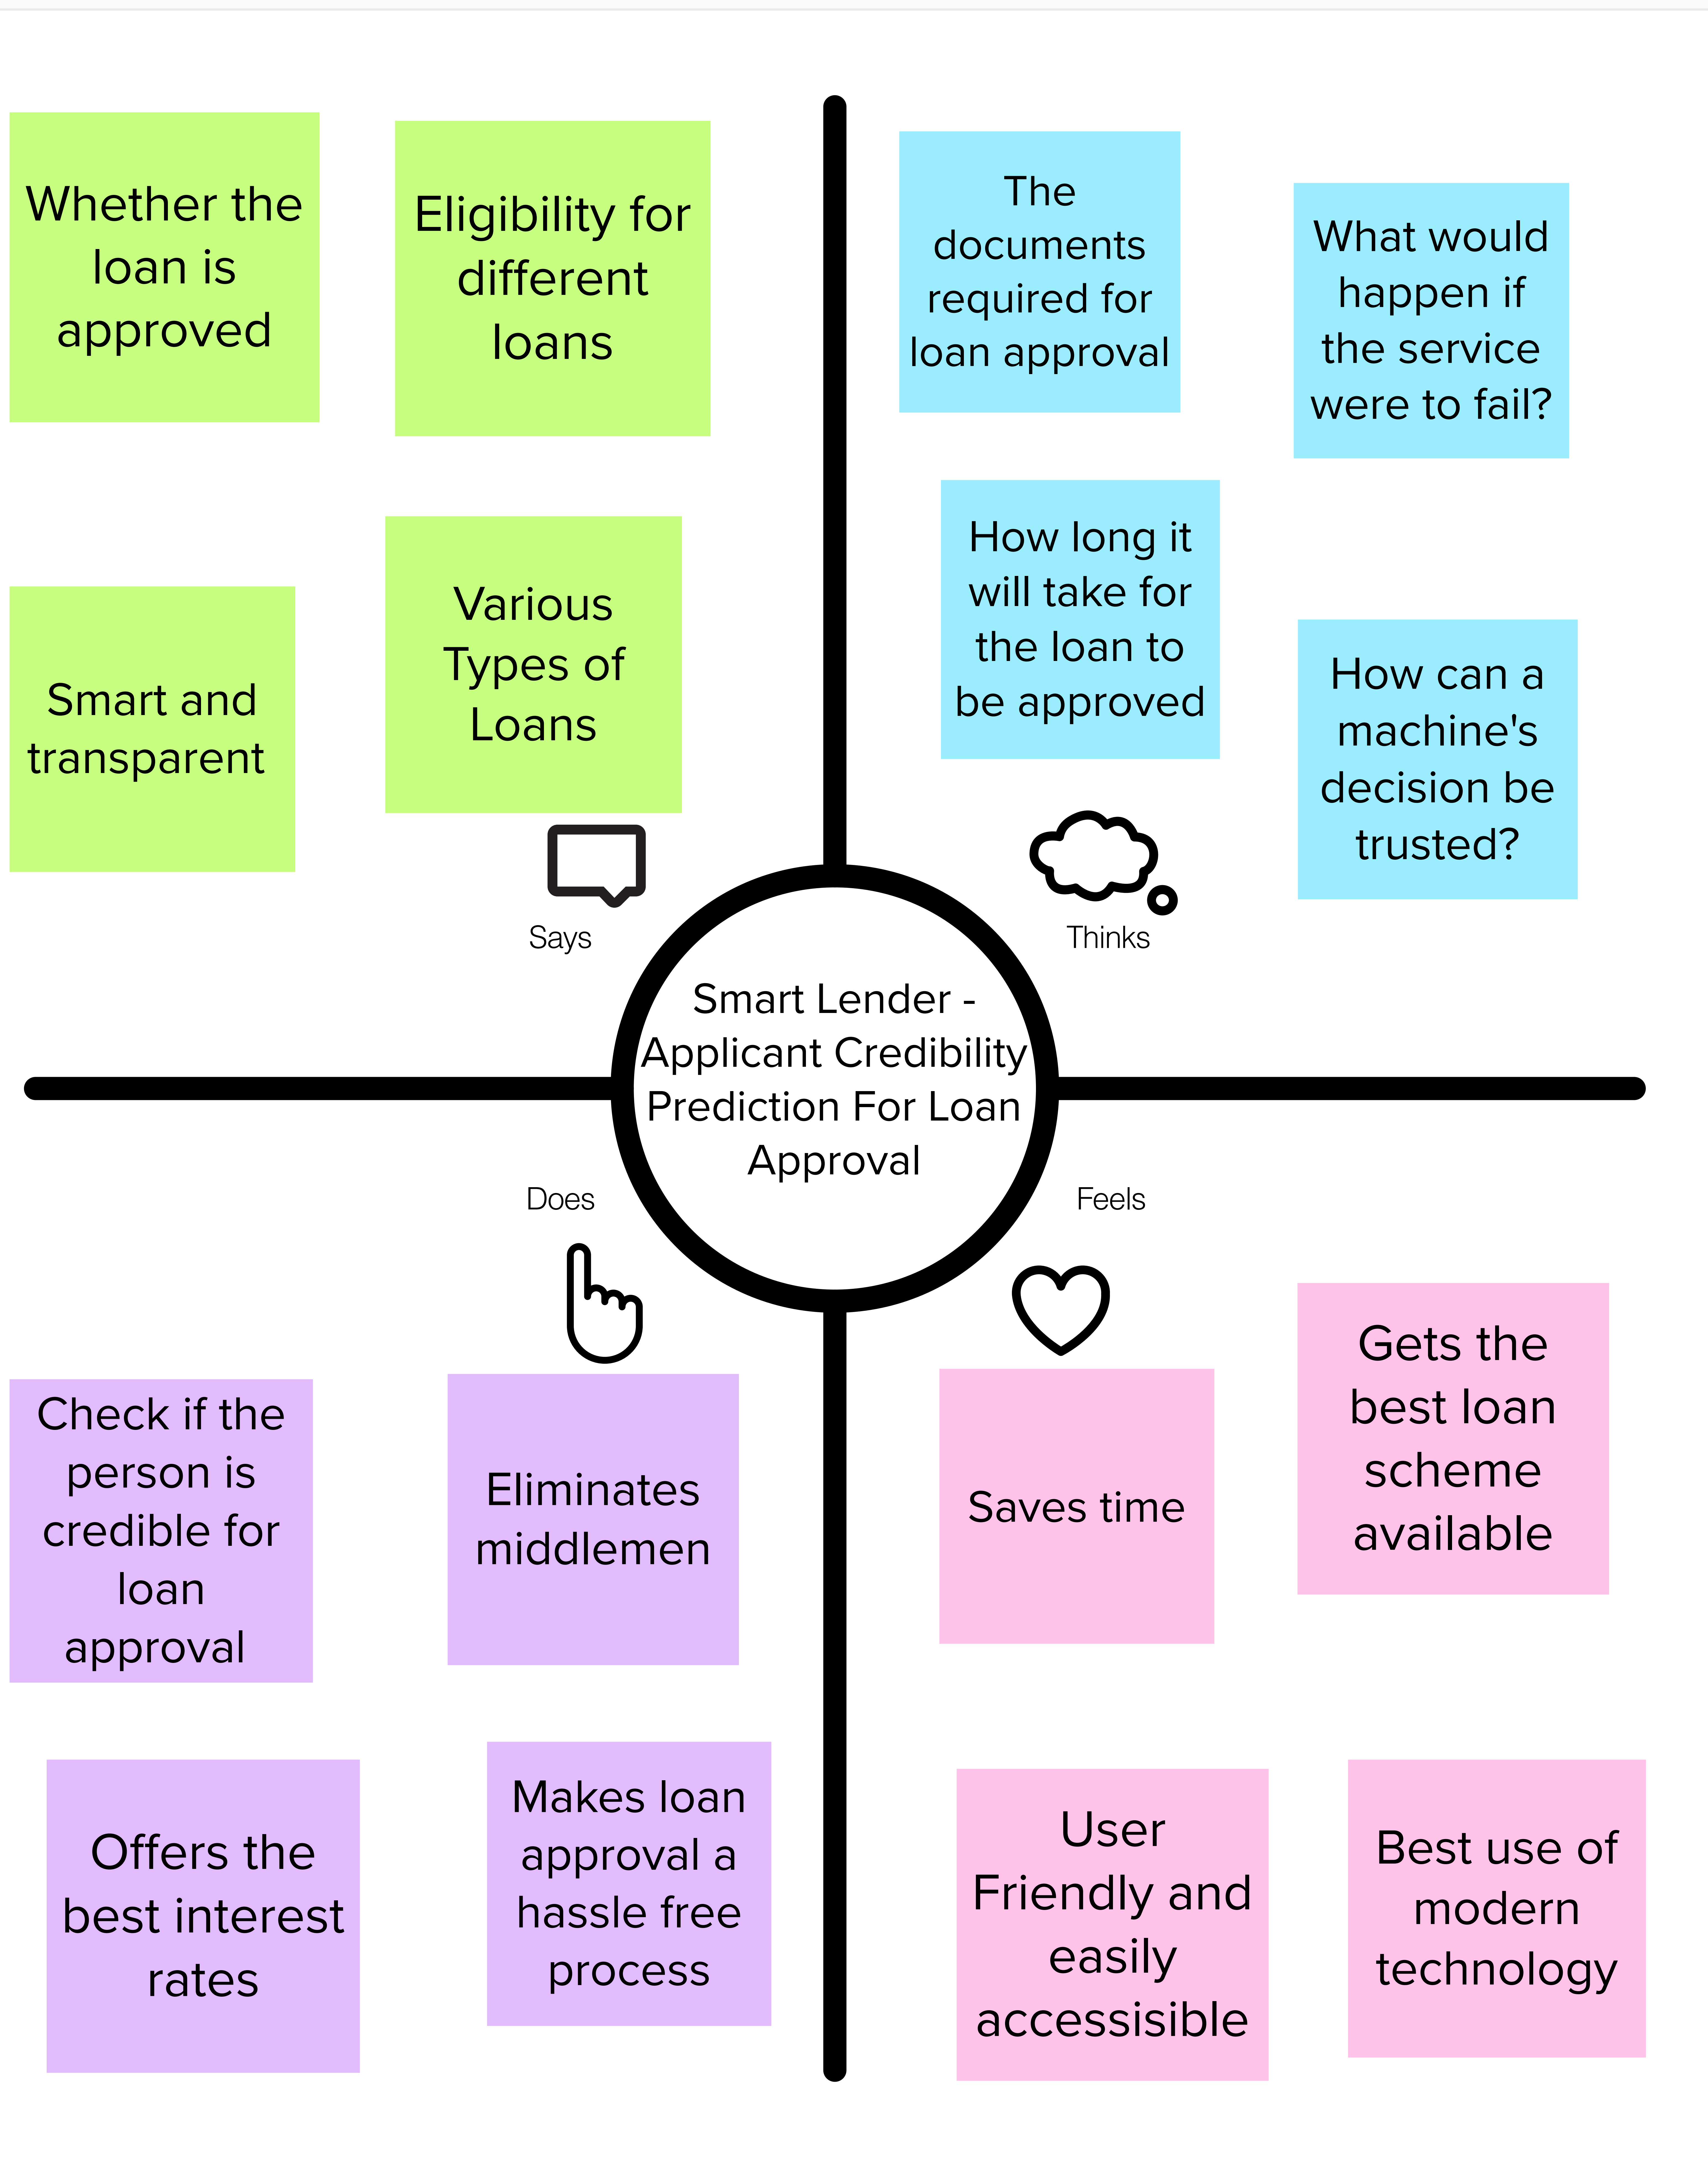 Whether the
loan is
approved
Eligibility for
different
loans
Smart and
transparent
Various
Types of
Loans
Says
The
documents
required for
loan approval
What would
happen if
the service
were to fail?
How long it
will take for
the loan to
be approved
How can a
machine's
decision be
trusted?
Thinks
Smart Lender -
Applicant Credibility
Prediction For Loan
Approval
Does
Check if the
person is
credible for
loan
approval
Eliminates
middlemen
Offers the
best interest
rates
Makes loan
approval a
hassle free
process
Feels
Saves time
Gets the
best loan
scheme
available
User
Friendly and
easily
accessisible
Best use of
modern
technology